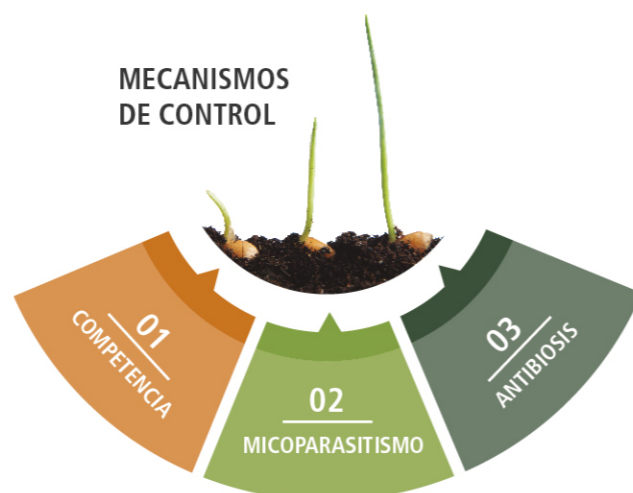 MECANISMOS
DE CONTROL
01
COMPETENCIA
02
MICOPARASITISMO
03
ANTIBIOSIS